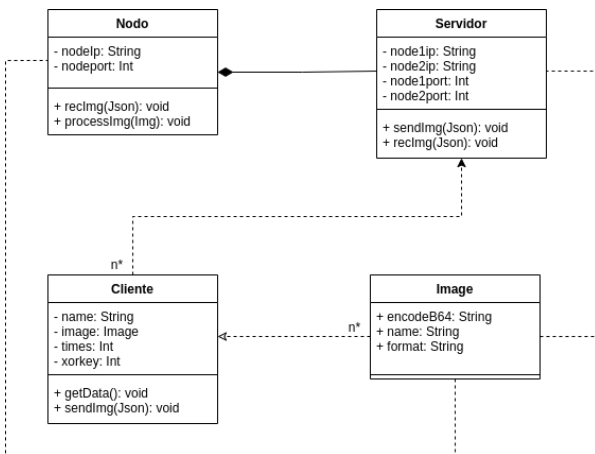 Nodo
- nodeIp: String
- nodeport: Int
+ recImg(Json): void
+ processImg(Img): void
Servidor
- node1ip: String
- node2ip: String
- node1port: Int
- node2port: Int
+ sendImg(Json): void
+ recImg(Json): void
n*
Cliente
- name: String
- image: Image
- times: Int
- xorkey: Int
+ getData(): void
+ sendImg(Json): void
n*
Image
+ encodeB64: String
+ name: String
+ format: String